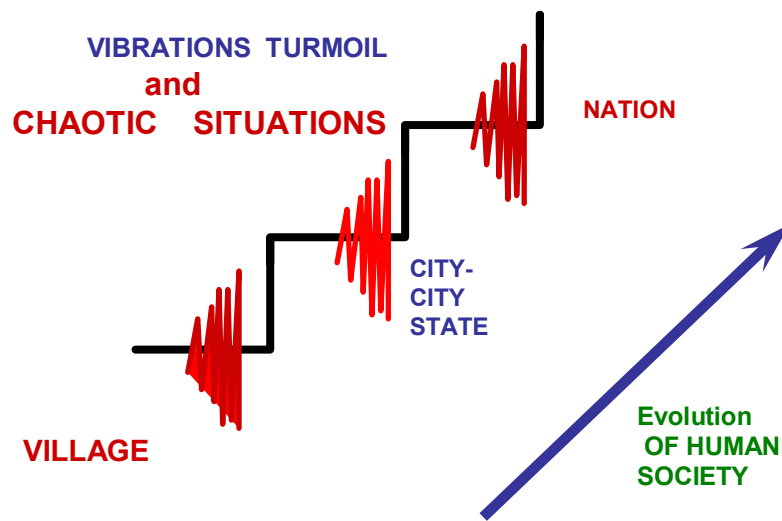 VIBRATIONS TURMOIL
and
CHAOTIC SITUATIONS
NATION
CITY-
CITY
STATE
VILLAGE
Evolution
OF HUMAN
SOCIETY